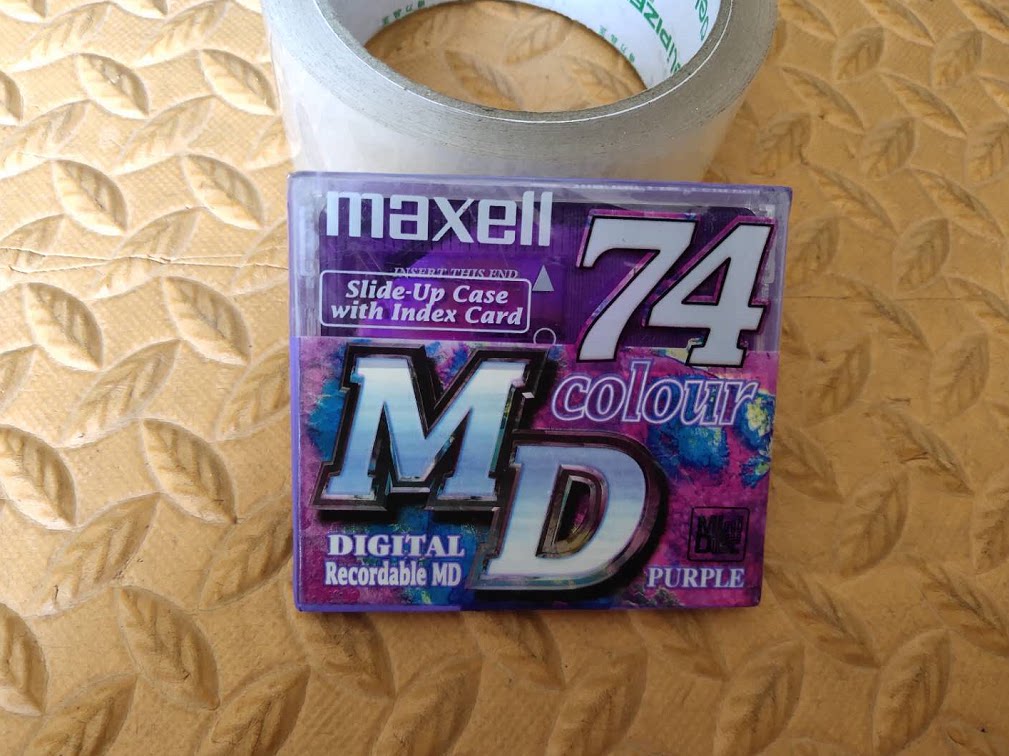 maxell
74
INSERT THIS END
Slide-Up Case
with Index Card
colour
MD
DIGITAL
Recordable MD
PURPLE